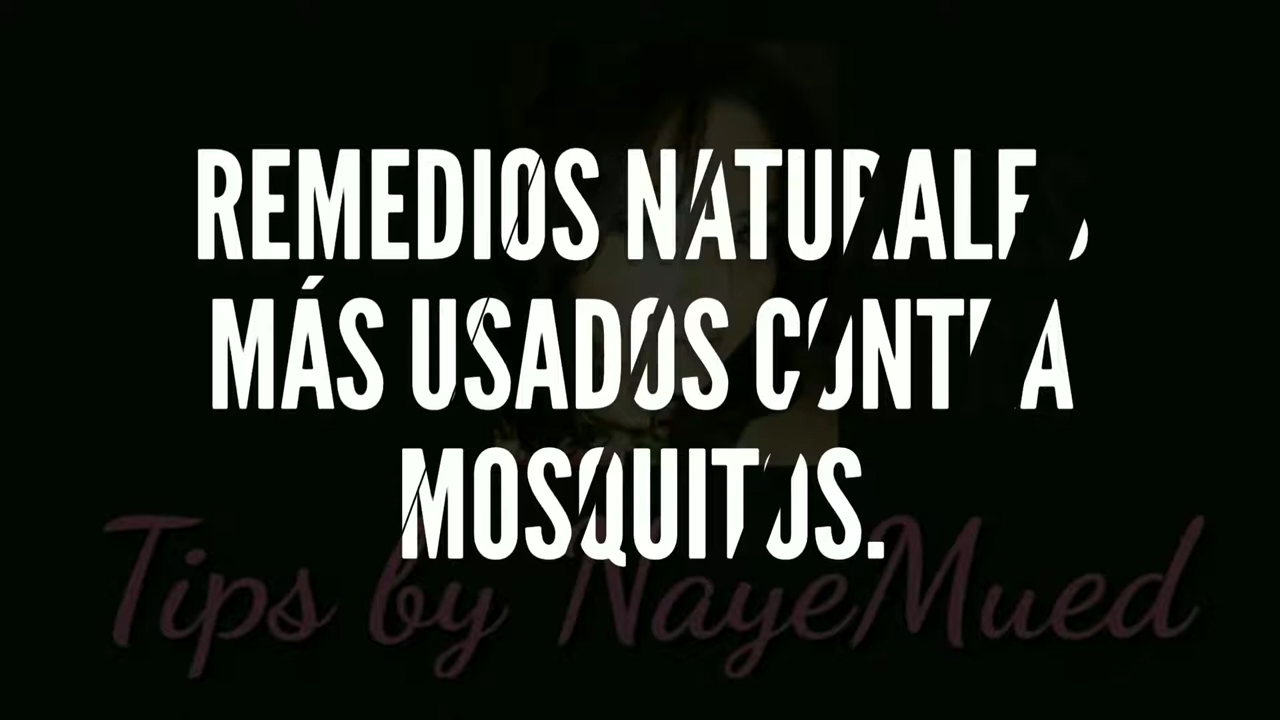 REMEDIOS NATURALES
MÁS USADOS CONTRA
MOSQUITOS.
Tips by NayeMued